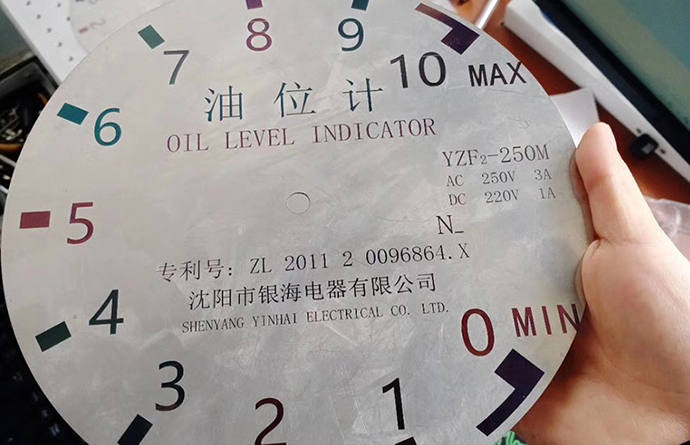 10 MAX
9
8
7
6
5
4
3
2
1
0 MIN
油位计
OIL LEVEL INDICATOR
YZF2-250M
AC 250V 3A
DC 220V 1A
N_
专利号: ZL 2011 2 0096864.X
沈阳市银海电器有限公司
SHENYANG YINHAI ELECTRICAL CO. LTD.